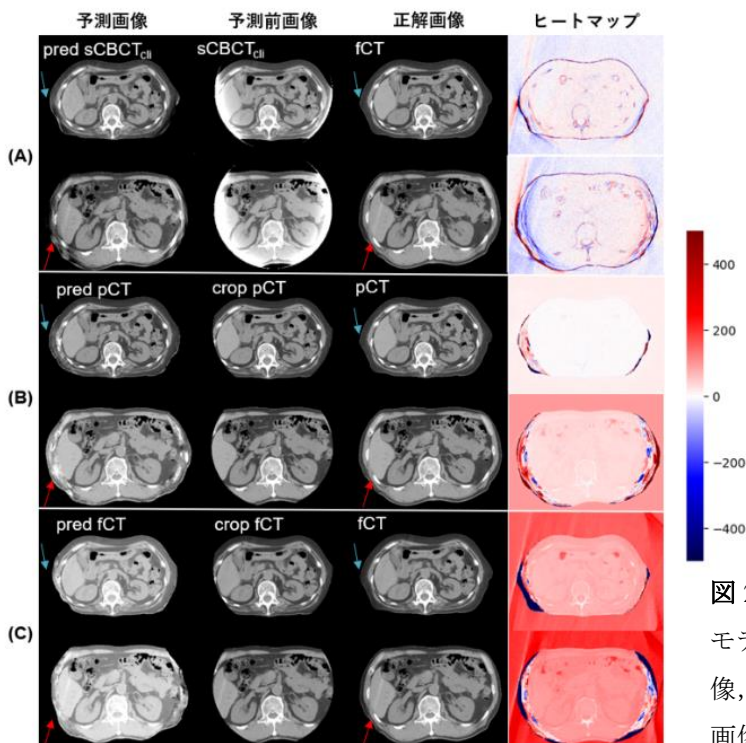 予測画像 予測前画像 正解画像 ヒートマップ
pred sCBCTcli sCBCTcli fCT
(A)
pred pCT crop pCT pCT
(B)
pred fCT crop fCT fCT
(C)
400
200
0
−200
−400
図
モデ
像,
画像